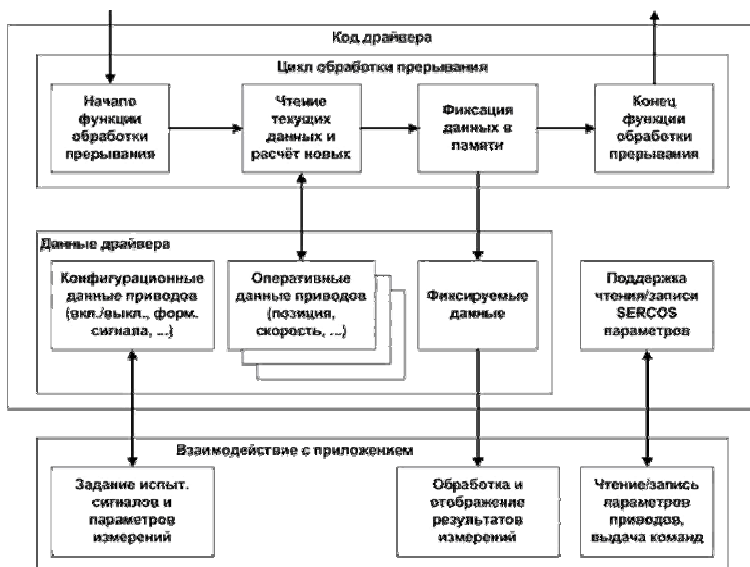 Код драйвера
Цикл обработки прерывания
Начало
функции
обработки
прерывания
Чтение
текущих
данных и
расчёт новых
Фиксация
данных в
памяти
Конец
функции
обработки
прерывания
Данные драйвера
Конфигурационные
данные приводов
(вкл./выкл., форм.
сигнала, ...)
Оперативные
данные приводов
(позиция,
скорость, ...)
Фиксируемые
данные
Поддержка
чтения/записи
SERCOS
параметров
Взаимодействие с приложением
Задание испыт.
сигналов и
параметров
измерений
Обработка и
отображение
результатов
измерений
Чтение/запись
параметров
приводов,
выдача команд